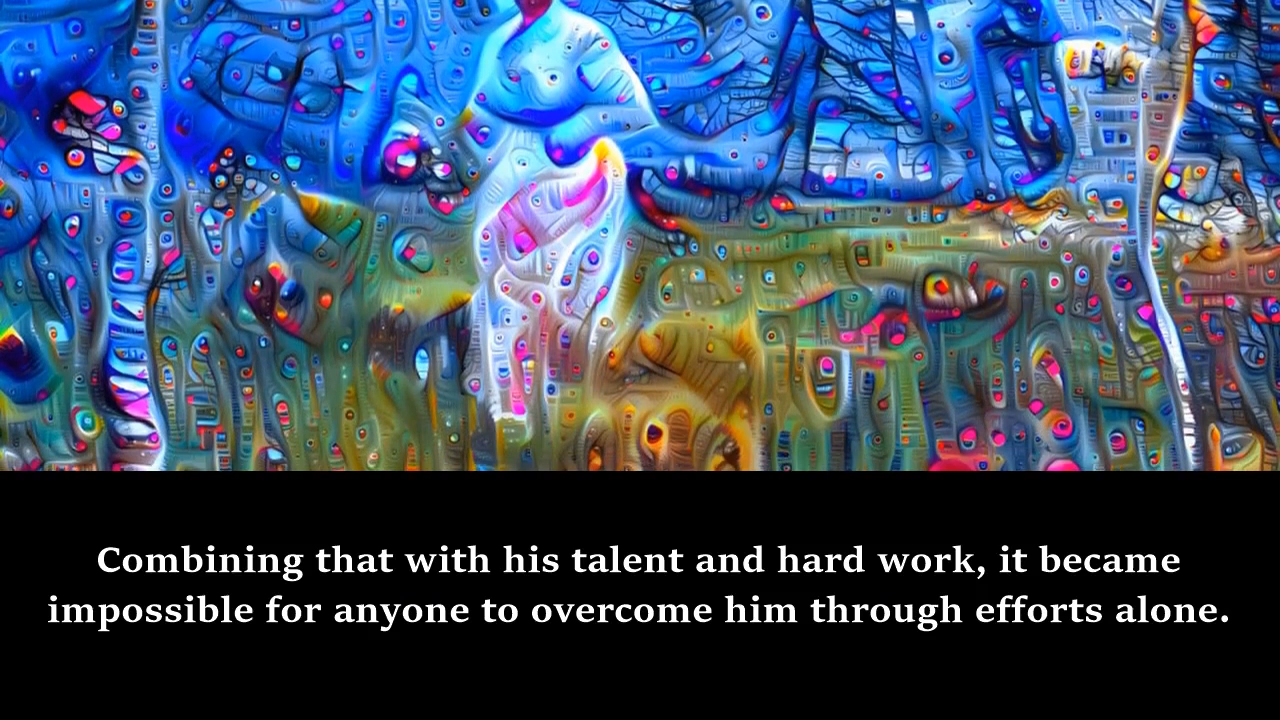 Combining that with his talent and hard work, it became
impossible for anyone to overcome him through efforts alone.